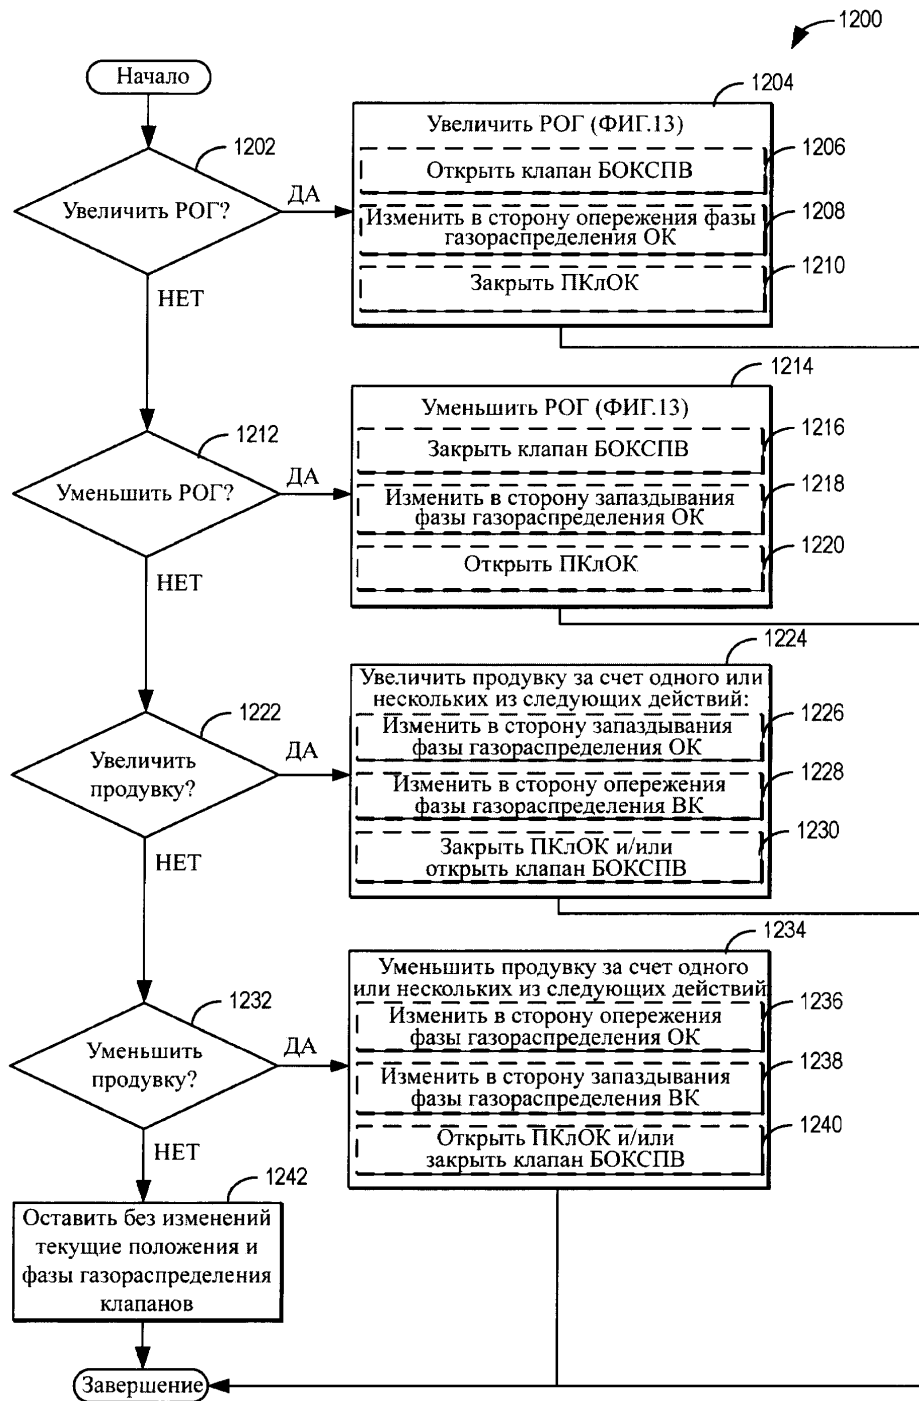 1200
Начало
1202
Увеличить РОГ?
ДА
НЕТ
1204
Увеличить РОГ (ФИГ.13)
1206
Открыть клапан БОКСПВ
1208
Изменить в сторону опережения фазы
газораспределения ОК
1210
Закрыть ПКлОК
1212
Уменьшить РОГ?
ДА
НЕТ
1214
Уменьшить РОГ (ФИГ.13)
1216
Закрыть клапан БОКСПВ
1218
Изменить в сторону запаздывания
фазы газораспределения ОК
1220
Открыть ПКлОК
1222
Увеличить
продувку?
ДА
НЕТ
1224
Увеличить продувку за счет одного или
нескольких из следующих действий:
1226
Изменить в сторону запаздывания
фазы газораспределения ОК
1228
Изменить в сторону опережения
фазы газораспределения ВК
1230
Закрыть ПКлОК и/или
открыть клапан БОКСПВ
1232
Уменьшить
продувку?
ДА
НЕТ
1234
Уменьшить продувку за счет одного
или нескольких из следующих действий
1236
Изменить в сторону опережения
фазы газораспределения ОК
1238
Изменить в сторону запаздывания
фазы газораспределения ВК
1240
Открыть ПКлОК и/или
закрыть клапан БОКСПВ
1242
Оставить без изменений
текущие положения и
фазы газораспределения
клапанов
Завершение